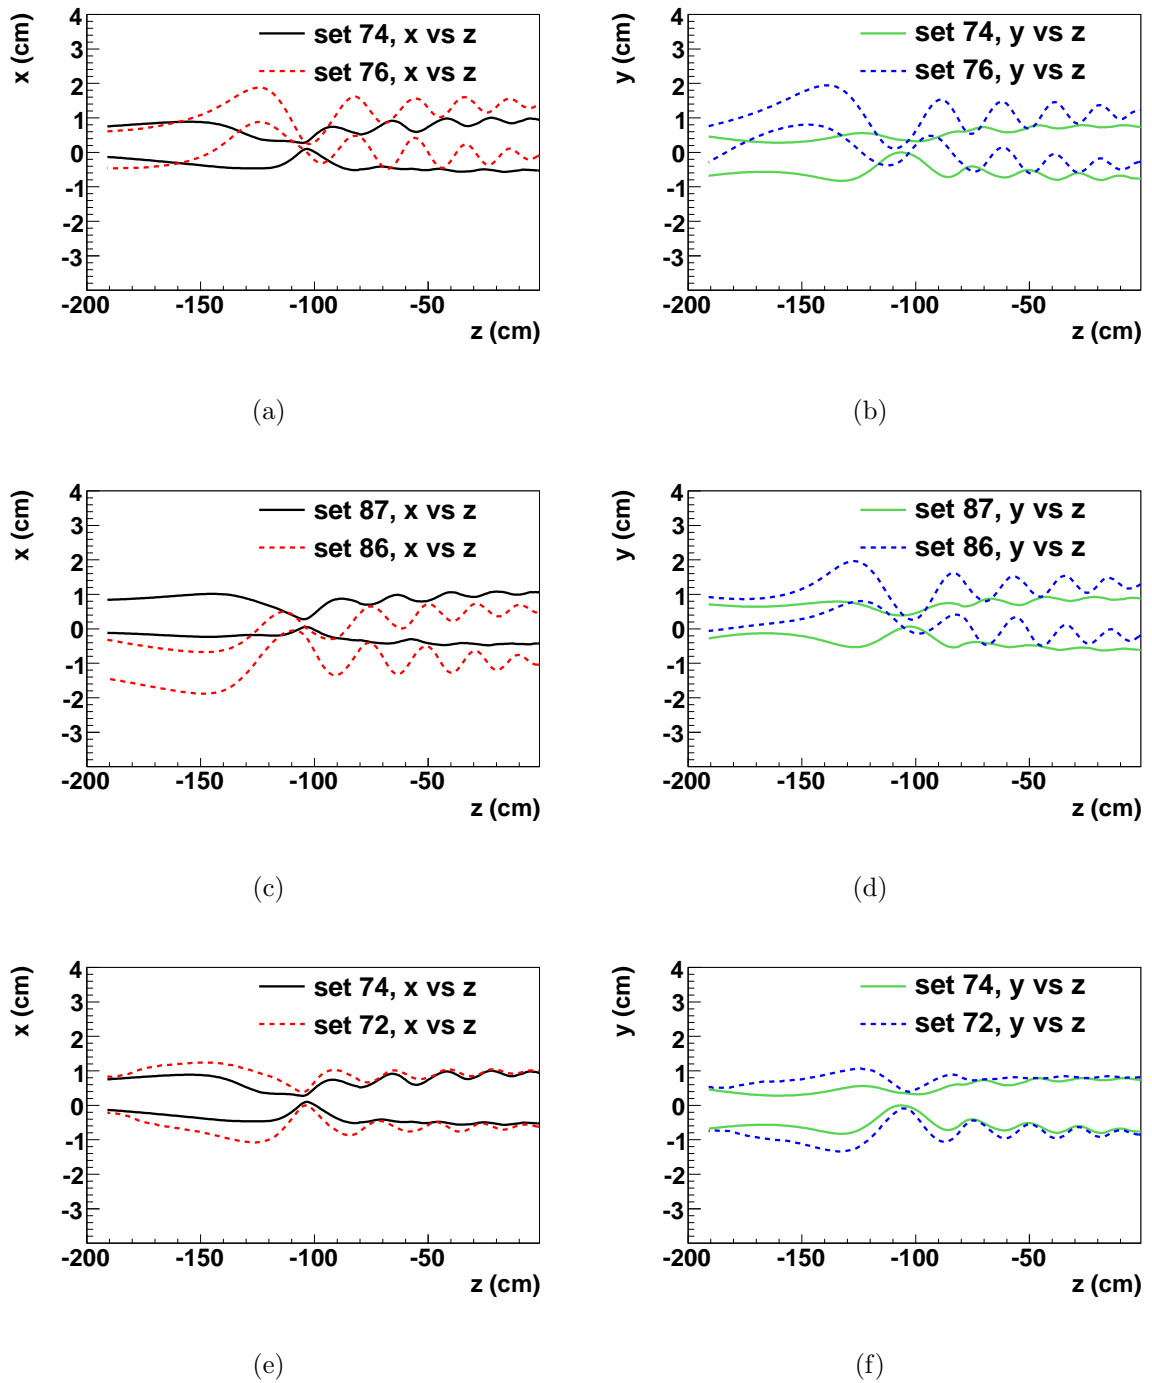 x (cm)
4
3
2
1
0
-1
-2
-3
set 74, x vs z
set 76, x vs z
-200
-150
-100
-50
z (cm)
(a)
y (cm)
4
3
2
1
0
-1
-2
-3
set 74, y vs z
set 76, y vs z
-200
-150
-100
-50
z (cm)
(b)
x (cm)
4
3
2
1
0
-1
-2
-3
set 87, x vs z
set 86, x vs z
-200
-150
-100
-50
z (cm)
(c)
y (cm)
4
3
2
1
0
-1
-2
-3
set 87, y vs z
set 86, y vs z
-200
-150
-100
-50
z (cm)
(d)
x (cm)
4
3
2
1
0
-1
-2
-3
set 74, x vs z
set 72, x vs z
-200
-150
-100
-50
z (cm)
(e)
y (cm)
4
3
2
1
0
-1
-2
-3
set 74, y vs z
set 72, y vs z
-200
-150
-100
-50
z (cm)
(f)